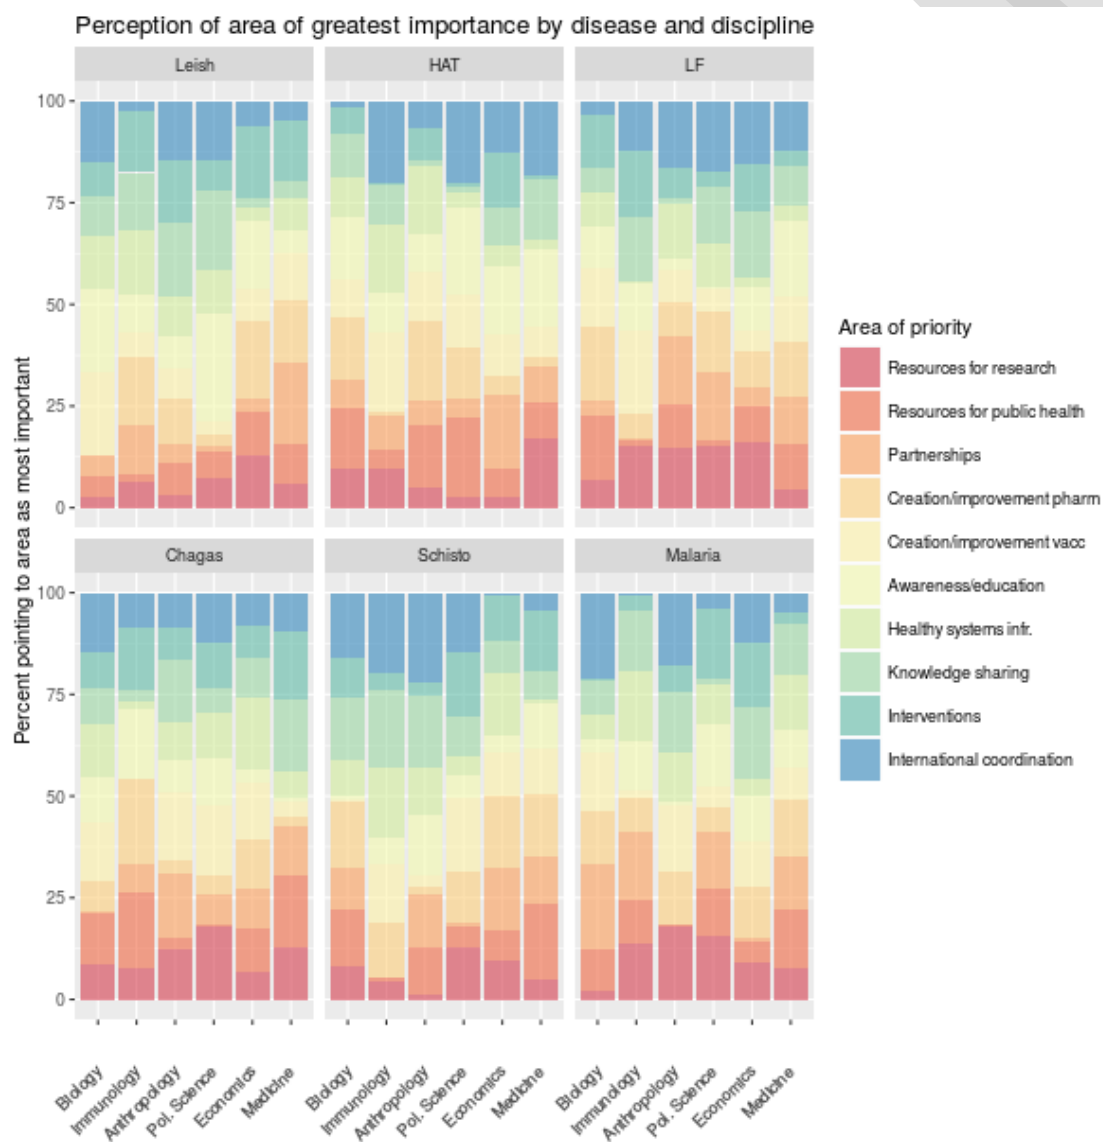 Perception of area of greatest importance by disease and discipline
Leish
HAT
LF
100
75
50
25
0
Chagas
Schisto
Malaria
100
75
50
25
0
Percent pointing to area as most important
Biology
Immunology
Anthropology
Pol. Science
Economics
Medicine
Biology
Immunology
Anthropology
Pol. Science
Economics
Medicine
Biology
Immunology
Anthropology
Pol. Science
Economics
Medicine
Area of priority
Resources for research
Resources for public health
Partnerships
Creation/improvement pharm
Creation/improvement vacc
Awareness/education
Healthy systems infr.
Knowledge sharing
Interventions
International coordination